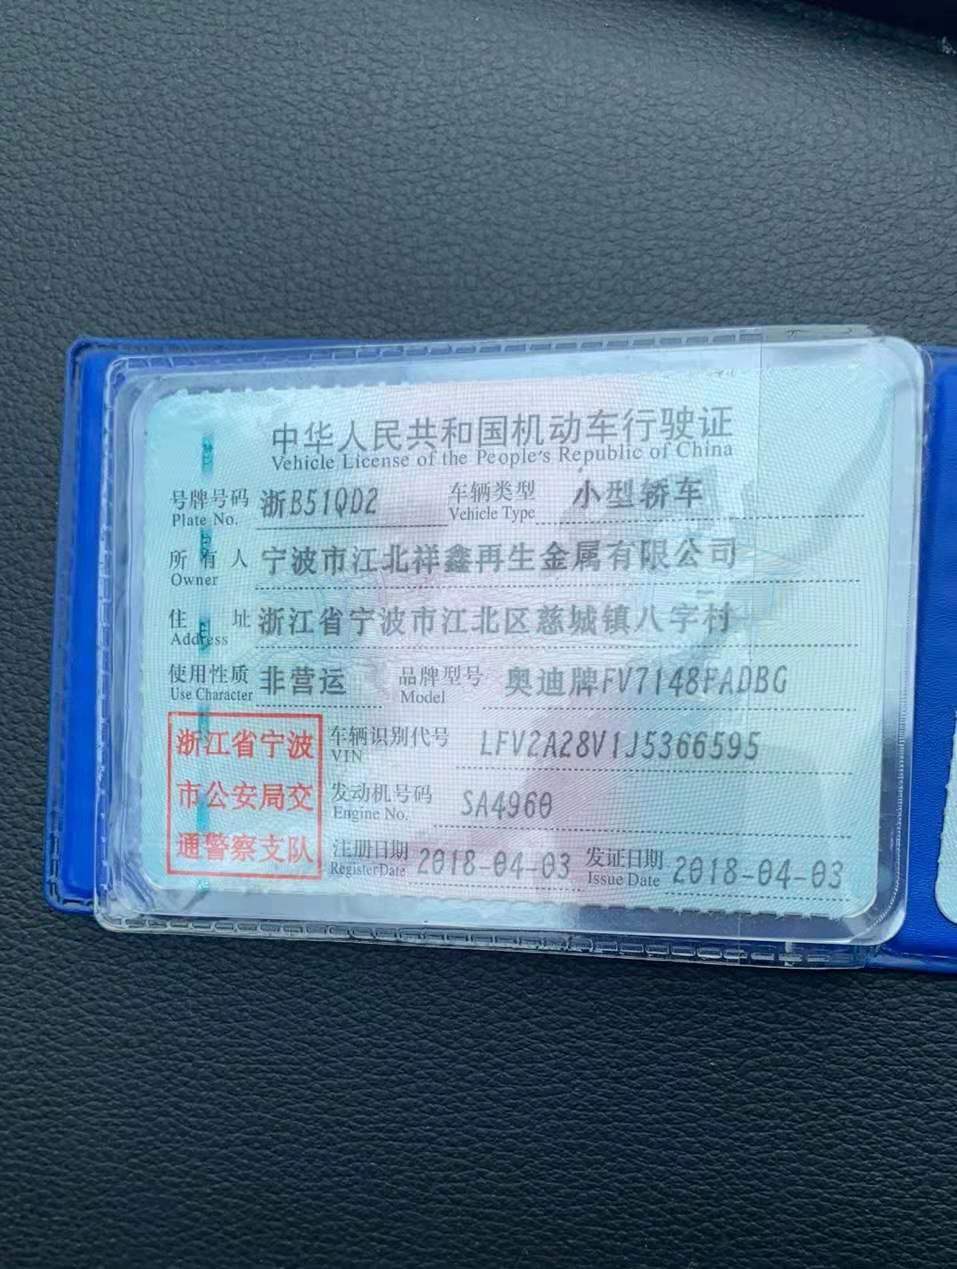 中华人民共和国机动车行驶证
Vehicle License of the People's Republic of China
号牌号码 浙B51QD2 车辆类型 小型轿车
Plate No. Vehicle Type
所有人 宁波市江北祥鑫再生金属有限公司
Owner
住址 浙江省宁波市江北区慈城镇八字村
Address
使用性质 非营运 品牌型号 奥迪牌FV7148FADBG
Use Character Model
浙江省宁波 车辆识别代号 LFV2A28V1J5366595
VIN
市公安局交 发动机号码 SA4960
Engine No.
通警察支队 注册日期 2018-04-03 发证日期 2018-04-03
Register Date Issue Date